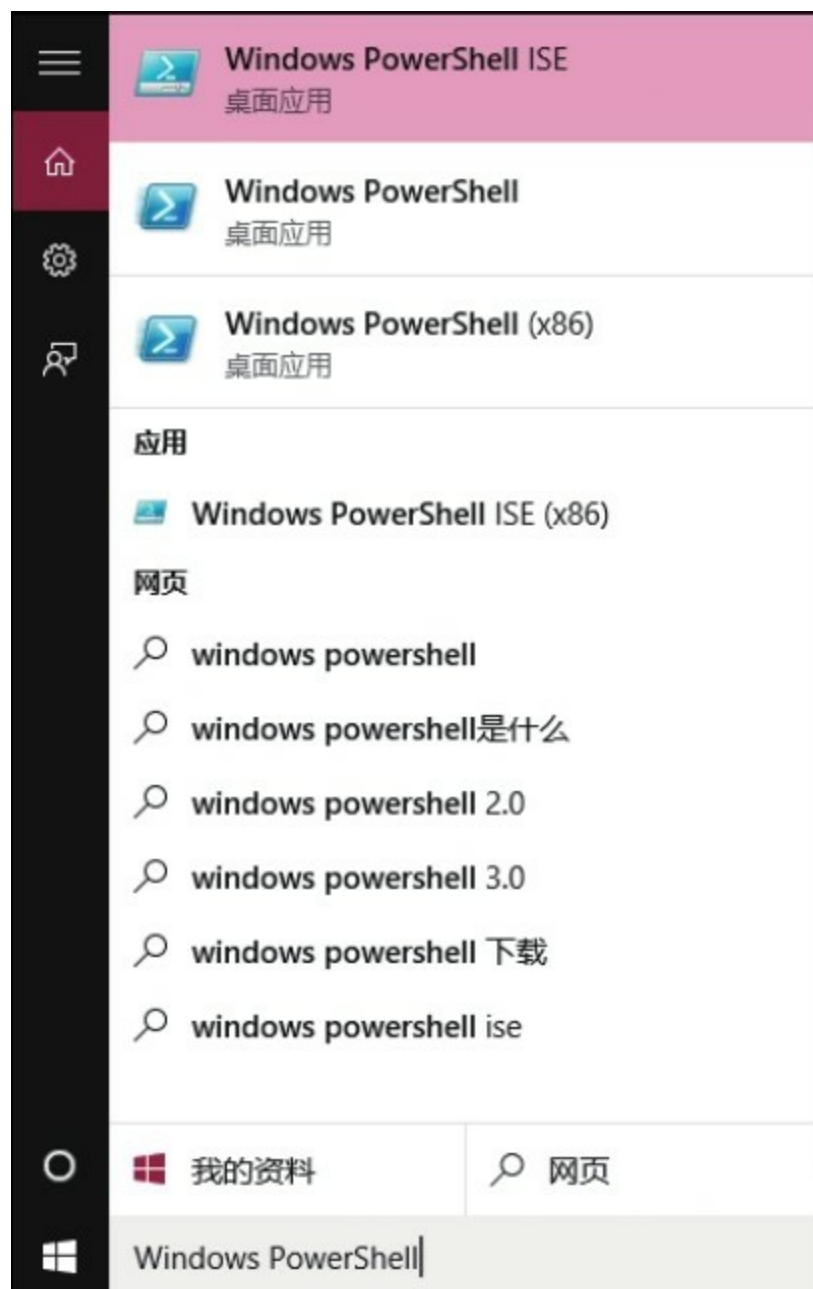 Windows PowerShell ISE
桌面应用
Windows PowerShell
桌面应用
Windows PowerShell (x86)
桌面应用
应用
Windows PowerShell ISE (x86)
网页
windows powershell
windows powershell是什么
windows powershell 2.0
windows powershell 3.0
windows powershell 下载
windows powershell ise
我的资料
网页
Windows PowerShell